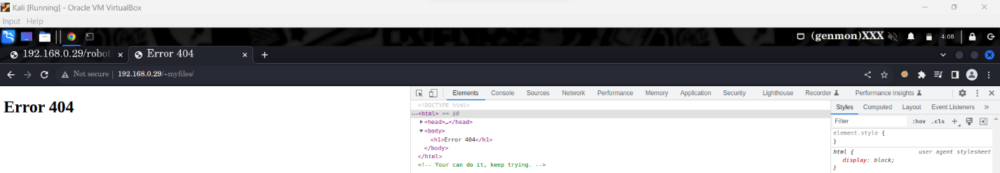 Kali [Running] - Oracle VM VirtualBox
Input Help
(genmon)XXX 4:08
192.168.0.29/robot Error 404
Not secure | 192.168.0.29/~myfiles/
Error 404
Elements Console Sources Network Performance Memory Application Security Lighthouse Recorder Performance insights
<!DOCTYPE html>
...<html> == $0
<head>…</head>
<body>
<h1>Error 404</h1>
</body>
</html>
<!-- Your can do it, keep trying. -->
Styles Computed Layout Event Listeners »
Filter :hov .cls +
element.style {
}
html { user agent stylesheet
display: block;
}